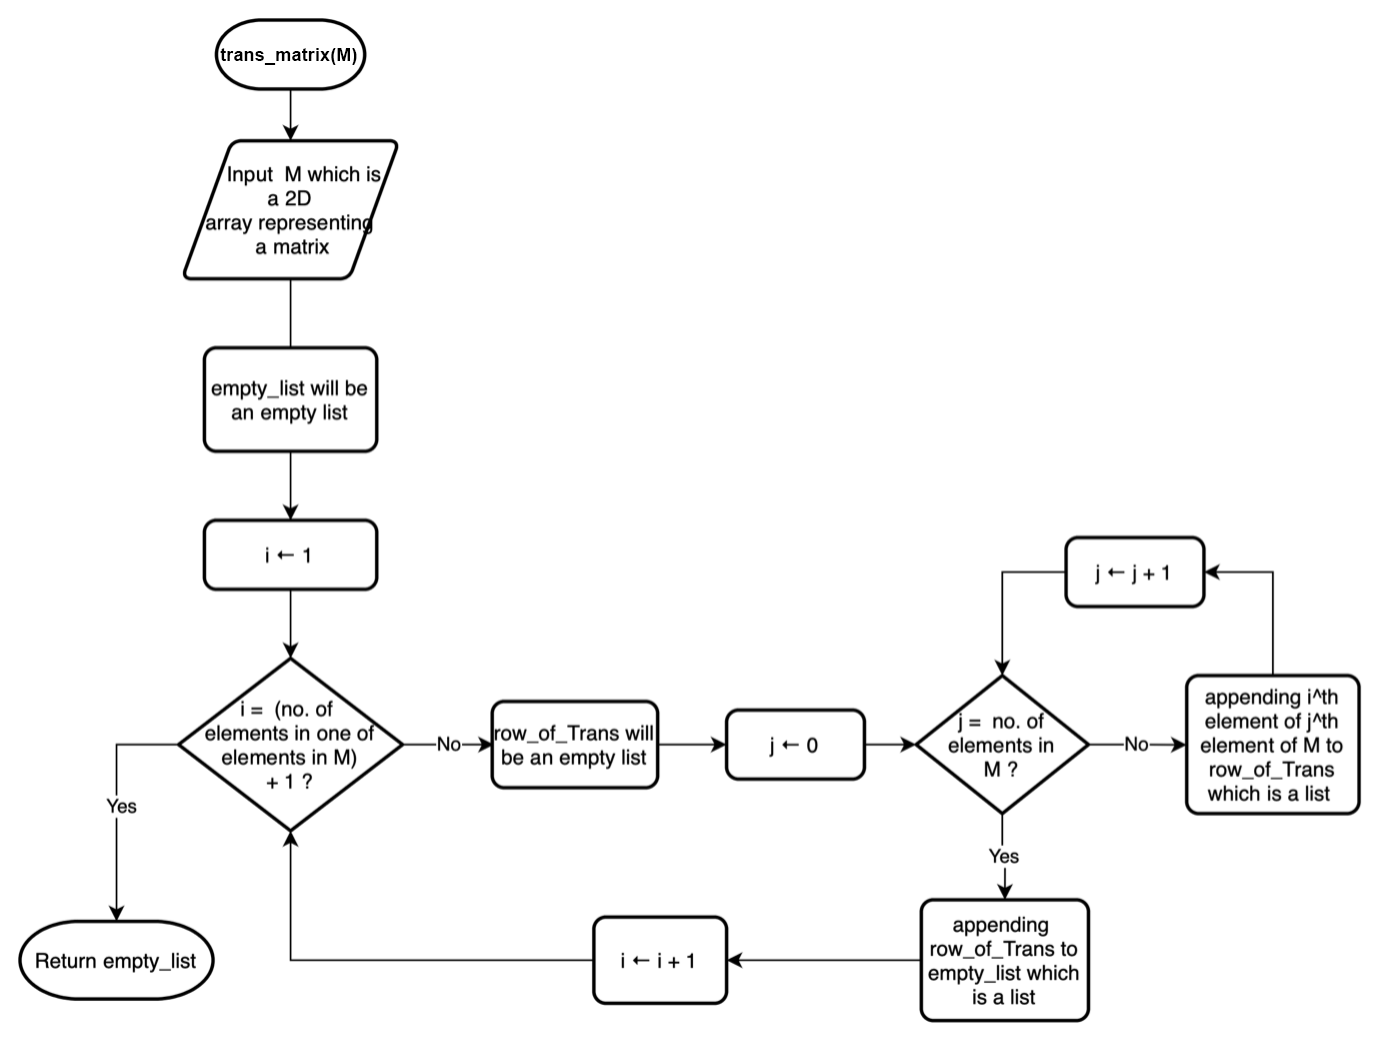 trans_matrix(M)
Input  M which is
a 2D
array representing
a matrix
empty_list will be
an empty list
i ← 1
i =  (no. of
elements in one of
elements in M)
+ 1 ?
No
row_of_Trans will
be an empty list
j ← 0
j =  no. of
elements in
M ?
No
appending i^th
element of j^th
element of M to
row_of_Trans
which is a list
j ← j + 1
Yes
appending
row_of_Trans to
empty_list which
is a list
i ← i + 1
Yes
Return empty_list